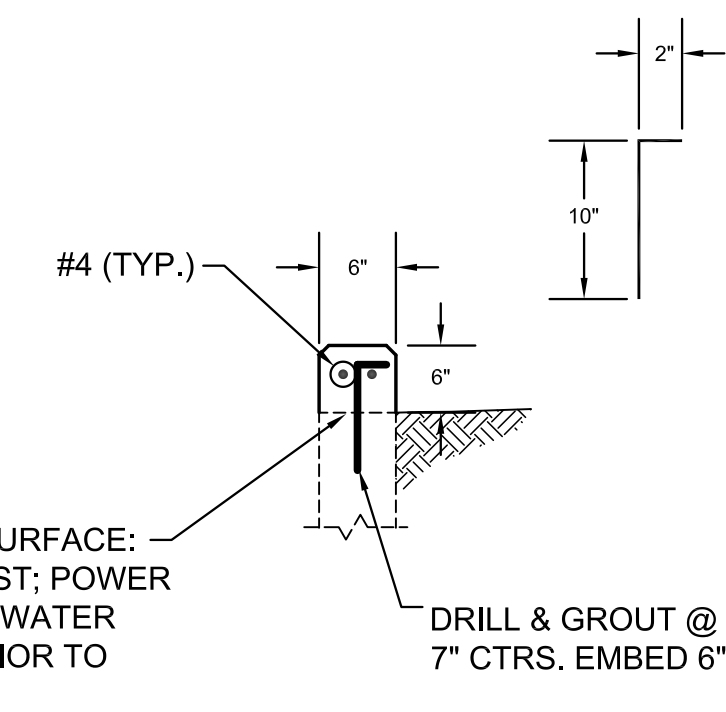 2"
10"
#4 (TYP.)
6"
6"
URFACE:
ST; POWER
WATER
IOR TO
DRILL & GROUT @
7" CTRS. EMBED 6"